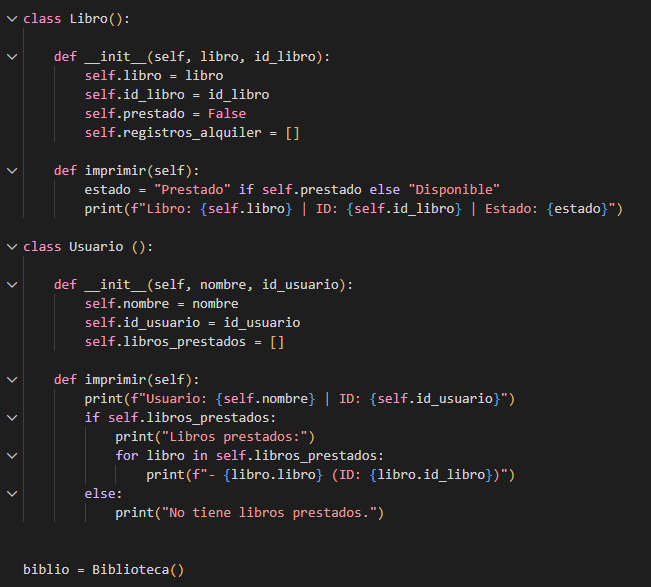 class Libro():
def __init__(self, libro, id_libro):
self.libro = libro
self.id_libro = id_libro
self.prestado = False
self.registros_alquiler = []
def imprimir(self):
estado = "Prestado" if self.prestado else "Disponible"
print(f"Libro: {self.libro} | ID: {self.id_libro} | Estado: {estado}")
class Usuario ():
def __init__(self, nombre, id_usuario):
self.nombre = nombre
self.id_usuario = id_usuario
self.libros_prestados = []
def imprimir(self):
print(f"Usuario: {self.nombre} | ID: {self.id_usuario}")
if self.libros_prestados:
print("Libros prestados:")
for libro in self.libros_prestados:
print(f"- {libro.libro} (ID: {libro.id_libro})")
else:
print("No tiene libros prestados.")
biblio = Biblioteca()